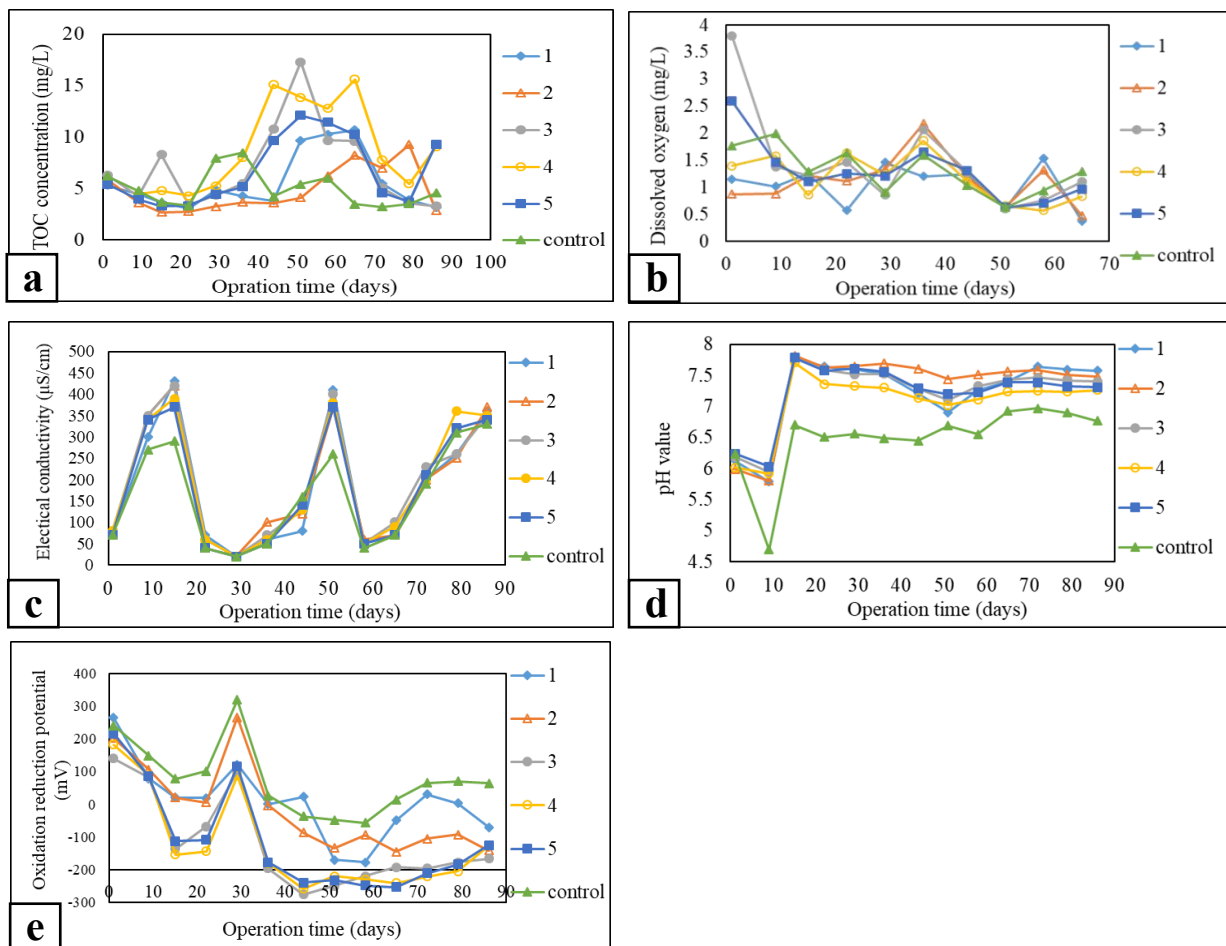 TOC concentration (mg/L)
20
15
10
5
0
0 10 20 30 40 50 60 70 80 90 100
Opration time (days)
1
2
3
4
5
control
a
Dissolved oxygen (mg/L)
4
3.5
3
2.5
2
1.5
1
0.5
0
0 10 20 30 40 50 60 70
Operation time (days)
1
2
3
4
5
control
b
Electical conductivity (µS/cm)
500
450
400
350
300
250
200
150
100
50
0
0 10 20 30 40 50 60 70 80 90
Operation time (days)
1
2
3
4
5
control
c
pH value
8
7.5
7
6.5
6
5.5
5
4.5
0 10 20 30 40 50 60 70 80 90
Operation time (days)
1
2
3
4
5
control
d
Oxidation reduction potential
(mV)
400
300
200
100
0
-100
-200
-300
0 10 20 30 40 50 60 70 80 90
Operation time (days)
1
2
3
4
5
control
e